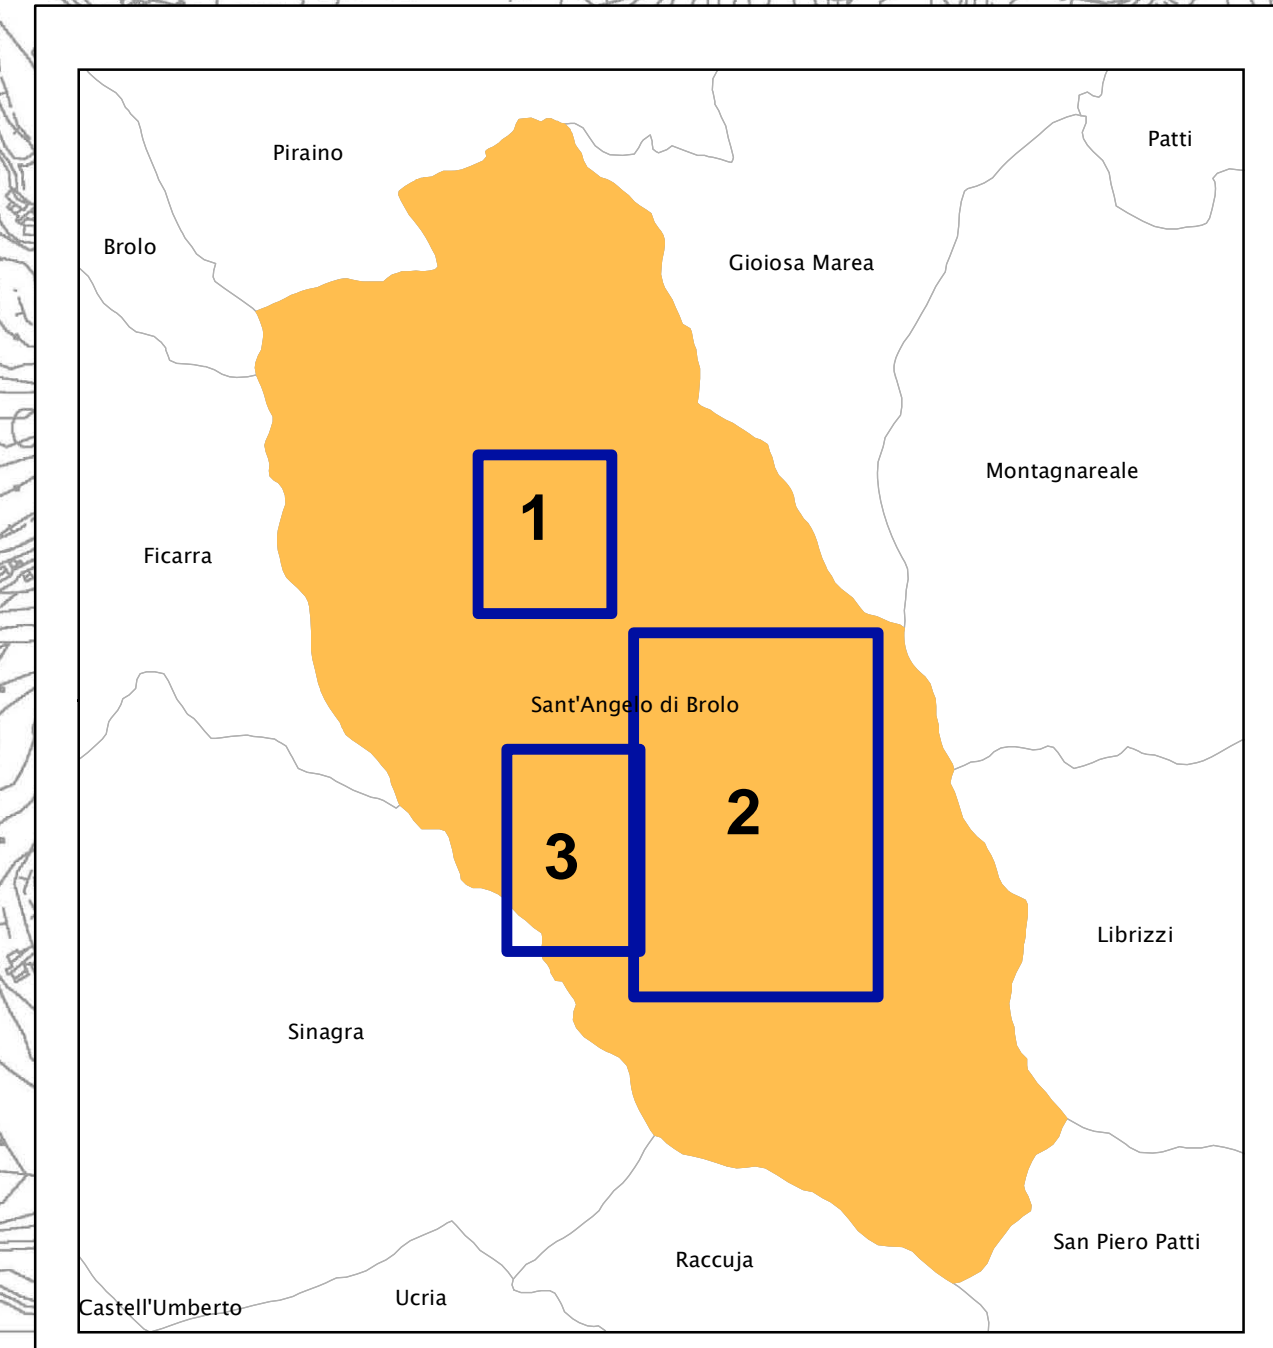 Patti
Piraino
Brolo
Gioiosa Marea
Montagnareale
1
Ficarra
Sant'Angelo di Brolo
2
3
Librizzi
Sinagra
San Piero Patti
Raccuja
Ucria
Castell'Umberto